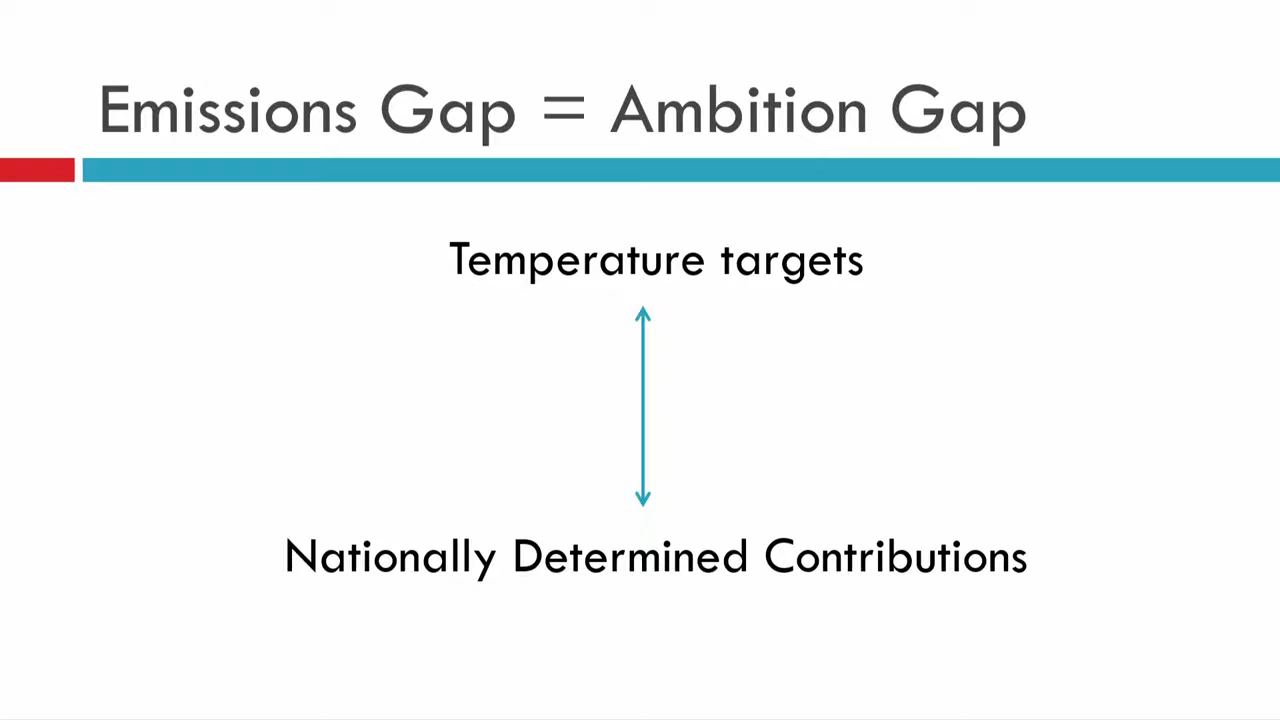 Emissions Gap = Ambition Gap
Temperature targets
Nationally Determined Contributions